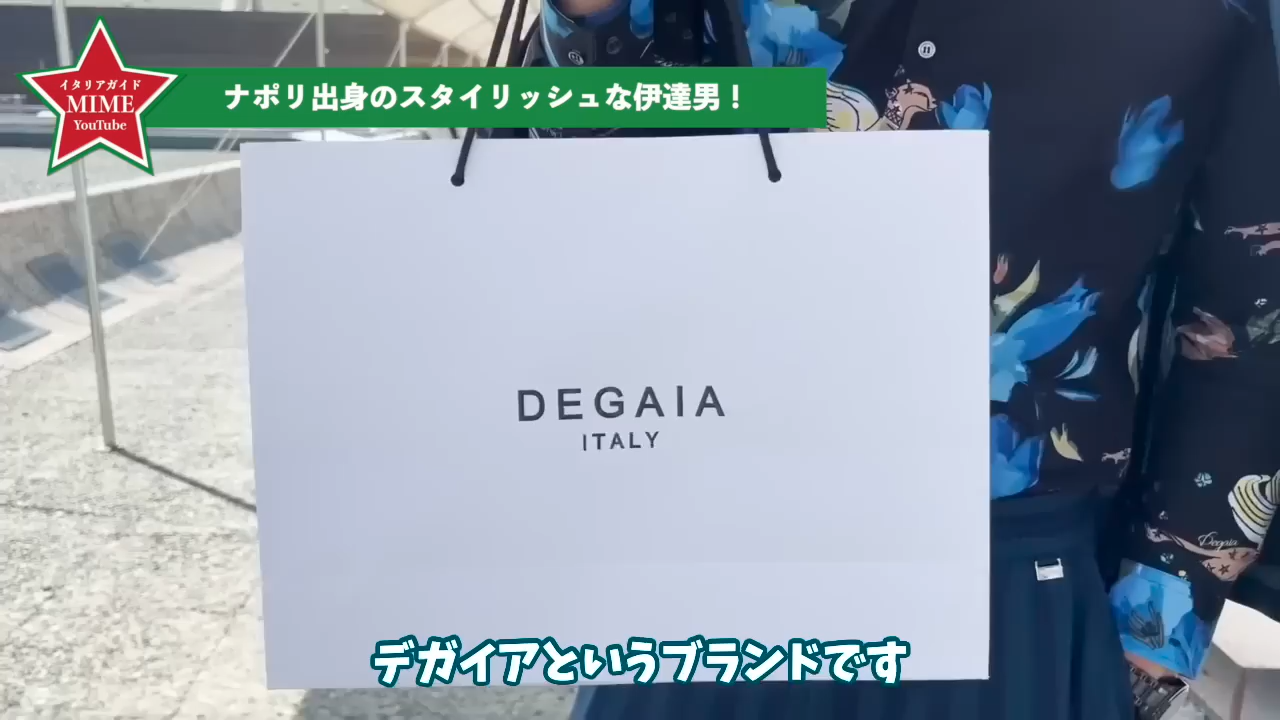 イタリアガイド
MIME
YouTube
ナポリ出身のスタイリッシュな伊達男！
DEGAIA
ITALY
Degaia
デガイアというブランドです